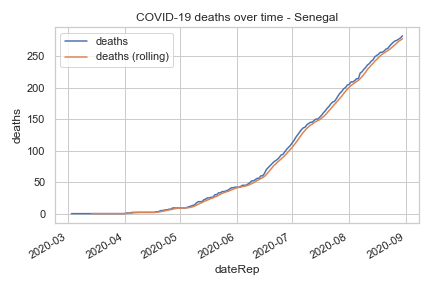 COVID-19 deaths over time - Senegal
deaths
deaths (rolling)
250
200
150
100
50
0
deaths
2020-03
2020-04
2020-05
2020-06
2020-07
2020-08
2020-09
dateRep